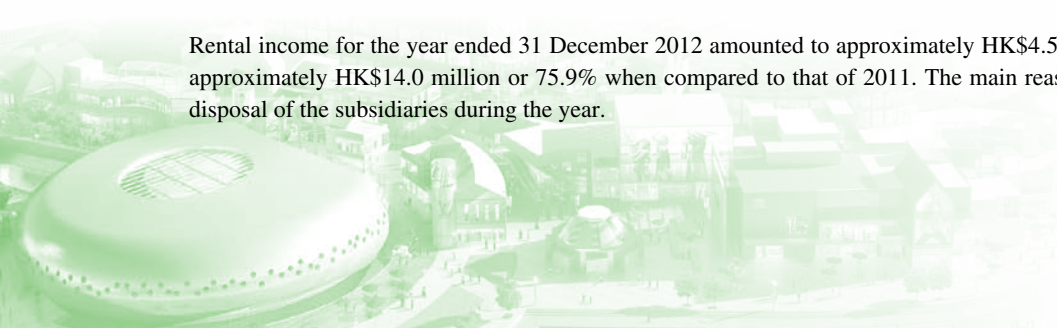 Rental income for the year ended 31 December 2012 amounted to approximately HK$4.5
approximately HK$14.0 million or 75.9% when compared to that of 2011. The main
disposal of the subsidiaries during the year.